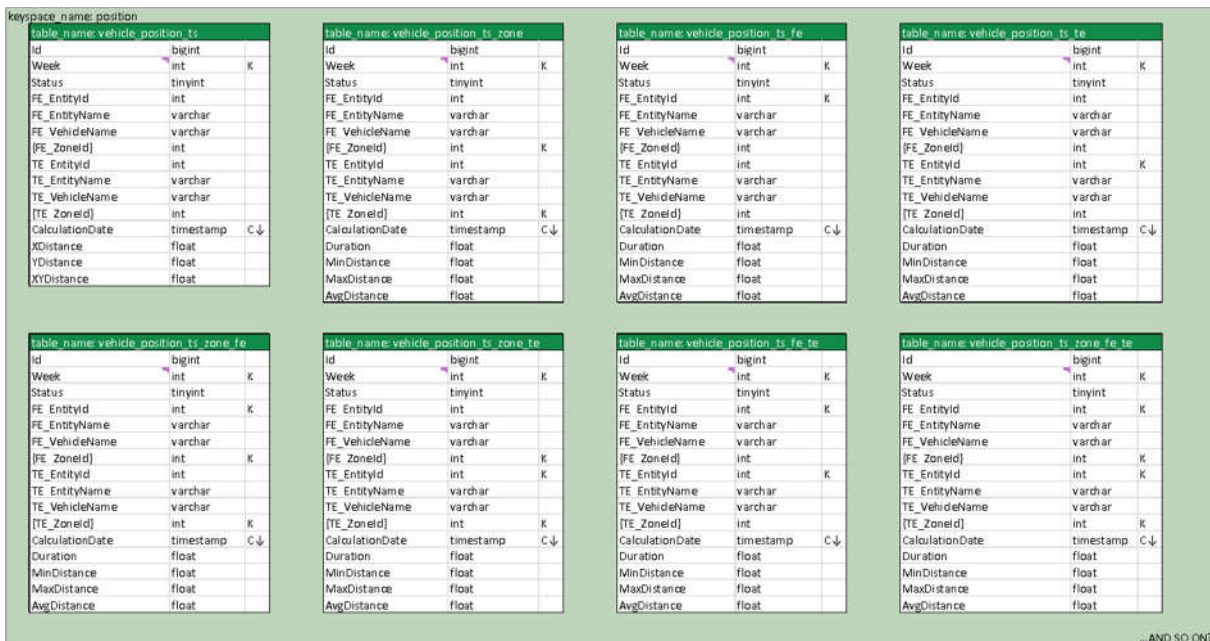 keyspace_name: position
table_name: vehicle_position_ts
Id bigint
Week int K
Status tinyint
FE_EntityId int
FE_EntityName varchar
FE_VehideName varchar
{FE_ZoneId} int
TE_EntityId int
TE_EntityName varchar
TE_VehicleName varchar
{TE_ZoneId} int
CalculationDate timestamp C↓
XDistance float
YDistance float
XYDistance float
table_name: vehicle_position_ts_zone
Id bigint
Week int K
Status tinyint
FE_EntityId int
FE_EntityName varchar
FE_VehicleName varchar
{FE_ZoneId} int K
TE_EntityId int
TE_EntityName varchar
TE_VehicleName varchar
{TE_ZoneId} int K
CalculationDate timestamp C↓
Duration float
MinDistance float
MaxDistance float
AvgDistance float
table_name: vehicle_position_ts_fe
Id bigint
Week int K
Status tinyint
FE_EntityId int K
FE_EntityName varchar
FE_VehicleName varchar
{FE_ZoneId} int
TE_EntityId int
TE_EntityName varchar
TE_VehideName varchar
{TE_ZoneId} int
CalculationDate timestamp C↓
Duration float
MinDistance float
MaxDistance float
AvgDistance float
table_name: vehicle_position_ts_te
Id bigint
Week int K
Status tinyint
FE_EntityId int
FE_EntityName varchar
FE_VehicleName varchar
{FE_ZoneId} int
TE_EntityId int K
TE_EntityName varchar
TE_VehideName varchar
{TE_ZoneId} int
CalculationDate timestamp C↓
Duration float
MinDistance float
MaxDistance float
AvgDistance float
table_name: vehicle_position_ts_zone_fe
Id bigint
Week int K
Status tinyint
FE_EntityId int K
FE_EntityName varchar
FE_VehideName varchar
{FE_ZoneId} int K
TE_EntityId int
TE_EntityName varchar
TE_VehicleName varchar
{TE_ZoneId} int K
CalculationDate timestamp C↓
Duration float
MinDistance float
MaxDistance float
AvgDistance float
table_name: vehicle_position_ts_zone_te
Id bigint
Week int K
Status tinyint
FE_EntityId int
FE_EntityName varchar
FE_VehicleName varchar
{FE_ZoneId} int K
TE_EntityId int K
TE_EntityName varchar
TE_VehideName varchar
{TE_ZoneId} int K
CalculationDate timestamp C↓
Duration float
MinDistance float
MaxDistance float
AvgDistance float
table_name: vehicle_position_ts_fe_te
Id bigint
Week int K
Status tinyint
FE_EntityId int K
FE_EntityName varchar
FE_VehicleName varchar
{FE_ZoneId} int
TE_EntityId int K
TE_EntityName varchar
TE_VehideName varchar
{TE_ZoneId} int
CalculationDate timestamp C↓
Duration float
MinDistance float
MaxDistance float
AvgDistance float
table_name: vehicle_position_ts_zone_fe_te
Id bigint
Week int K
Status tinyint
FE_EntityId int K
FE_EntityName varchar
FE_VehicleName varchar
{FE_ZoneId} int K
TE_EntityId int K
TE_EntityName varchar
TE_VehideName varchar
{TE_ZoneId} int K
CalculationDate timestamp C↓
Duration float
MinDistance float
MaxDistance float
AvgDistance float
...AND SO ON